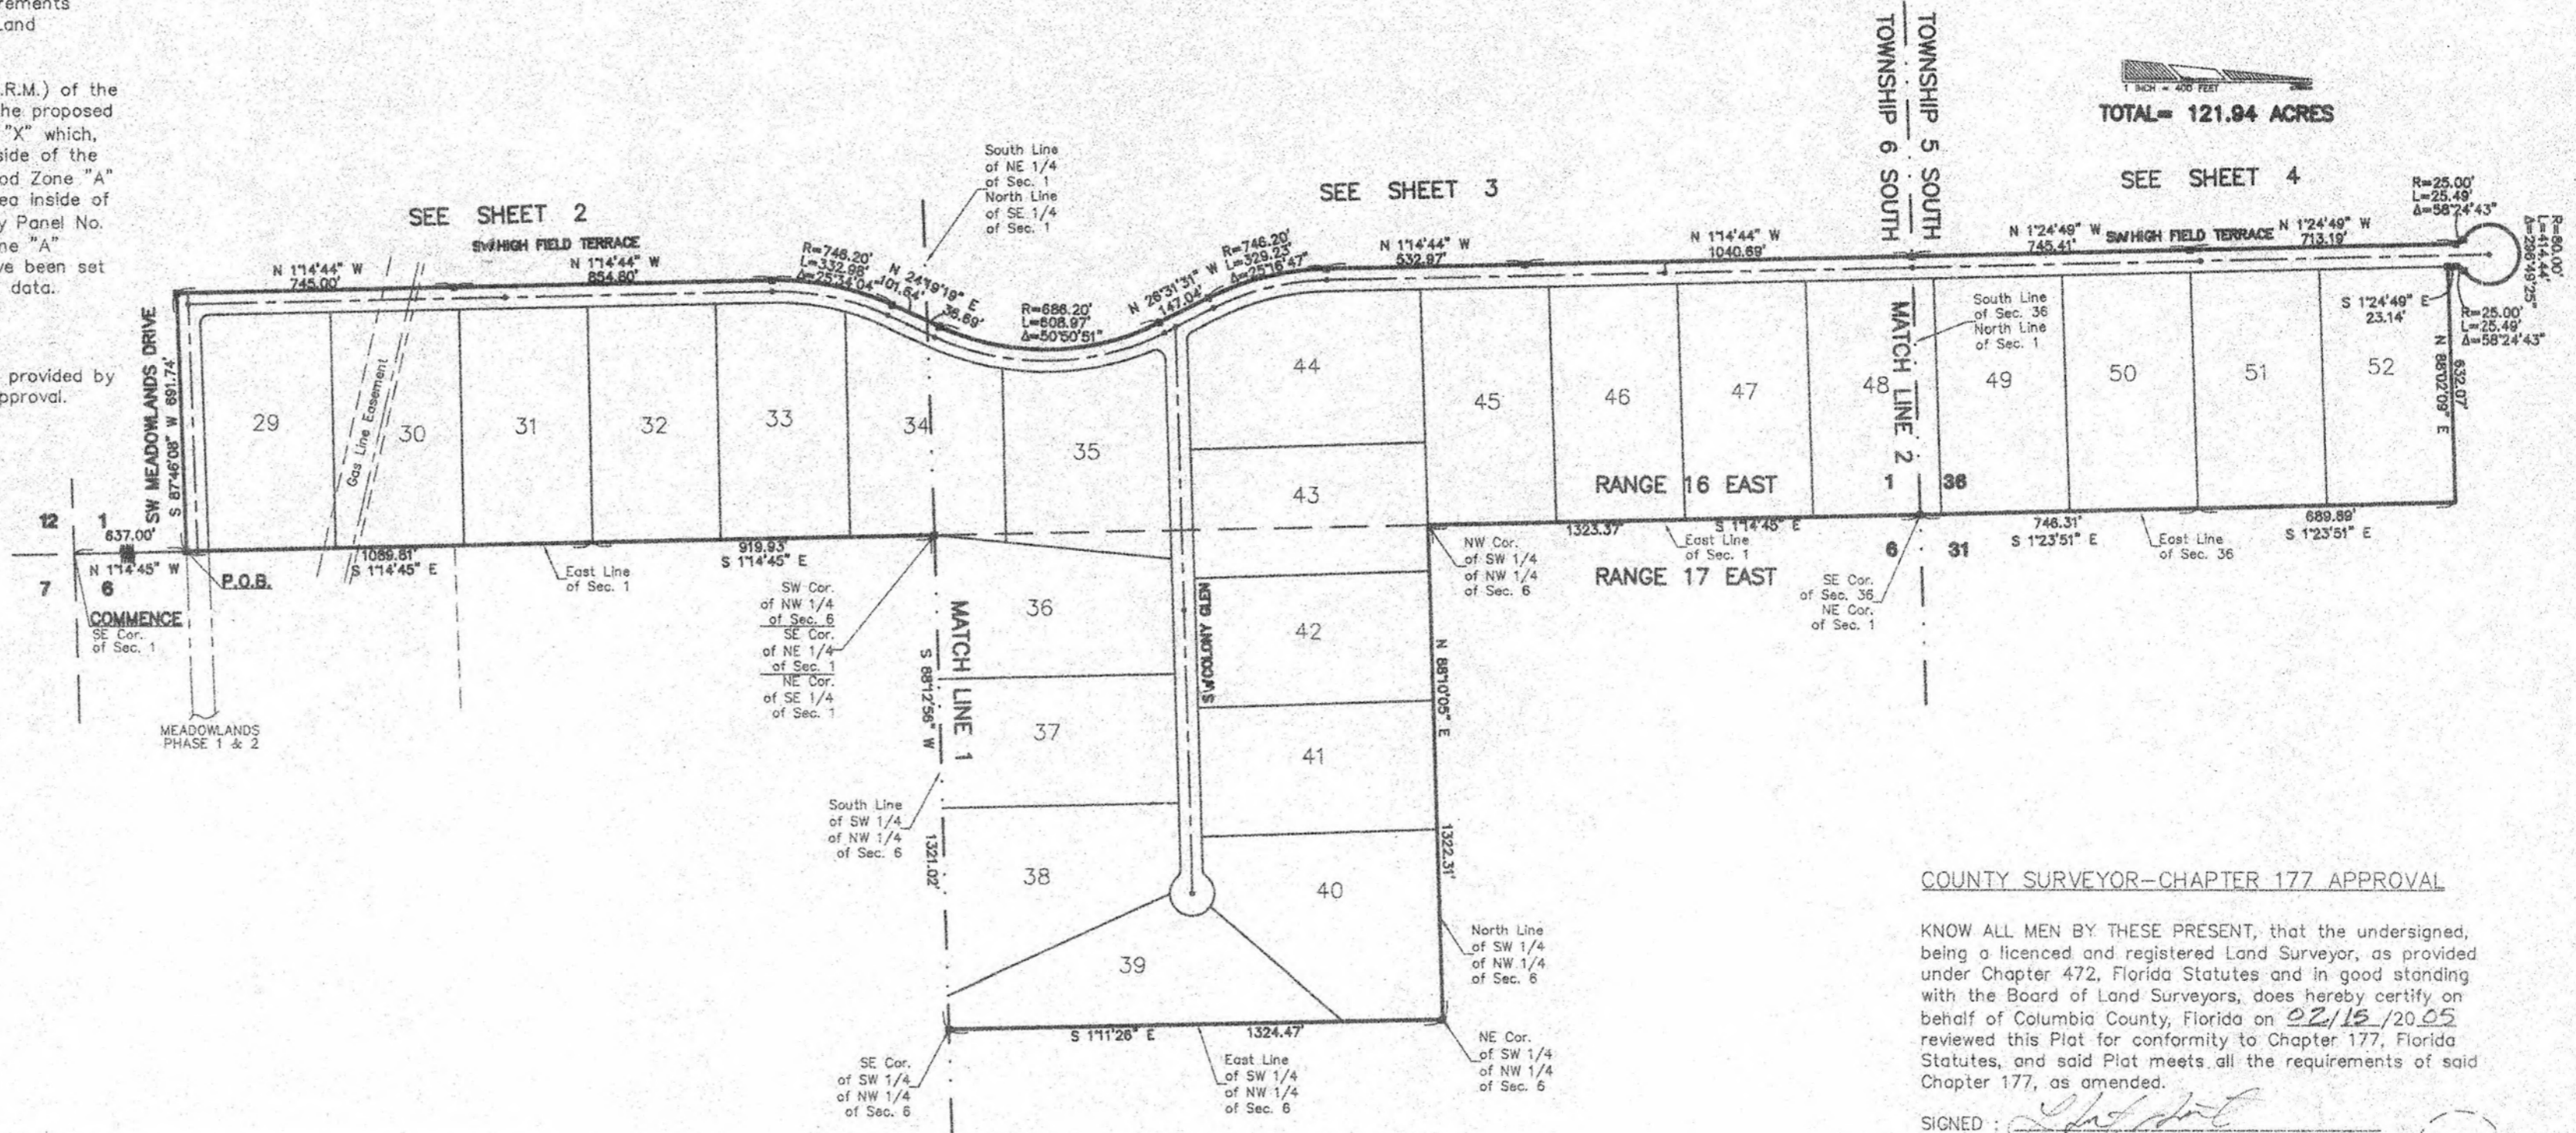 rements
Land
.R.M.) of the
he proposed
"X" which,
side of the
od Zone "A"
ea inside of
y Panel No.
ne "A"
ve been set
data.
provided by
pproval.
TOWNSHIP 6 SOUTH
TOWNSHIP 5 SOUTH
1 INCH = 400 FEET
TOTAL= 121.94 ACRES
SEE SHEET 2
SW HIGH FIELD TERRACE
SEE SHEET 3
SEE SHEET 4
SW HIGH FIELD TERRACE
South Line
of NE 1/4
of Sec. 1
North Line
of SE 1/4
of Sec. 1
N 1°14'44" W
745.00'
N 1°14'44" W
854.60'
R=746.20'
L=332.98'
Δ=25°34'04"
N 24°19'19" E
101.64'
36.69'
R=686.20'
L=608.97'
Δ=50°50'51"
N 26°31'31" W
147.04'
R=746.20'
L=329.23'
Δ=25°16'47"
N 1°14'44" W
532.97'
N 1°14'44" W
1040.69'
N 1°24'49" W
745.41'
N 1°24'49" W
713.19'
R=25.00'
L=25.49'
Δ=58°24'43"
R=80.00'
L=414.44'
Δ=296°49'25"
S 1°24'49" E
23.14'
R=25.00'
L=25.49'
Δ=58°24'43"
N 88°02'09" E
632.07'
SW MEADOWLANDS DRIVE
S 87°46'08" W 691.74'
Gas Line Easement
29
30
31
32
33
34
35
44
43
45
46
47
48
49
50
51
52
MATCH LINE 2
South Line
of Sec. 36
North Line
of Sec. 1
RANGE 16 EAST
1
36
12
1
637.00'
N 1°14'45" W
7
6
COMMENCE
SE Cor.
of Sec. 1
P.O.B.
1089.81'
S 1°14'45" E
East Line
of Sec. 1
919.93'
S 1°14'45" E
SW Cor.
of NW 1/4
of Sec. 6
SE Cor.
of NE 1/4
of Sec. 1
NE Cor.
of SE 1/4
of Sec. 1
MEADOWLANDS
PHASE 1 & 2
MATCH LINE 1
S 88°12'56" W
1321.02'
South Line
of SW 1/4
of NW 1/4
of Sec. 6
36
37
38
39
40
41
42
SW COLONY GLEN
NW Cor.
of SW 1/4
of NW 1/4
of Sec. 6
1323.37'
S 1°14'45" E
East Line
of Sec. 1
RANGE 17 EAST
6
31
SE Cor.
of Sec. 36
NE Cor.
of Sec. 1
746.31'
S 1°23'51" E
East Line
of Sec. 36
689.89'
S 1°23'51" E
N 88°10'05" E
1322.31'
North Line
of SW 1/4
of NW 1/4
of Sec. 6
SE Cor.
of SW 1/4
of NW 1/4
of Sec. 6
S 1°11'26" E
1324.47'
East Line
of SW 1/4
of NW 1/4
of Sec. 6
NE Cor.
of SW 1/4
of NW 1/4
of Sec. 6
COUNTY SURVEYOR-CHAPTER 177 APPROVAL
KNOW ALL MEN BY THESE PRESENT, that the undersigned,
being a licenced and registered Land Surveyor, as provided
under Chapter 472, Florida Statutes and in good standing
with the Board of Land Surveyors, does hereby certify on
behalf of Columbia County, Florida on 02/15/2005
reviewed this Plat for conformity to Chapter 177, Florida
Statutes, and said Plat meets all the requirements of said
Chapter 177, as amended.
SIGNED :